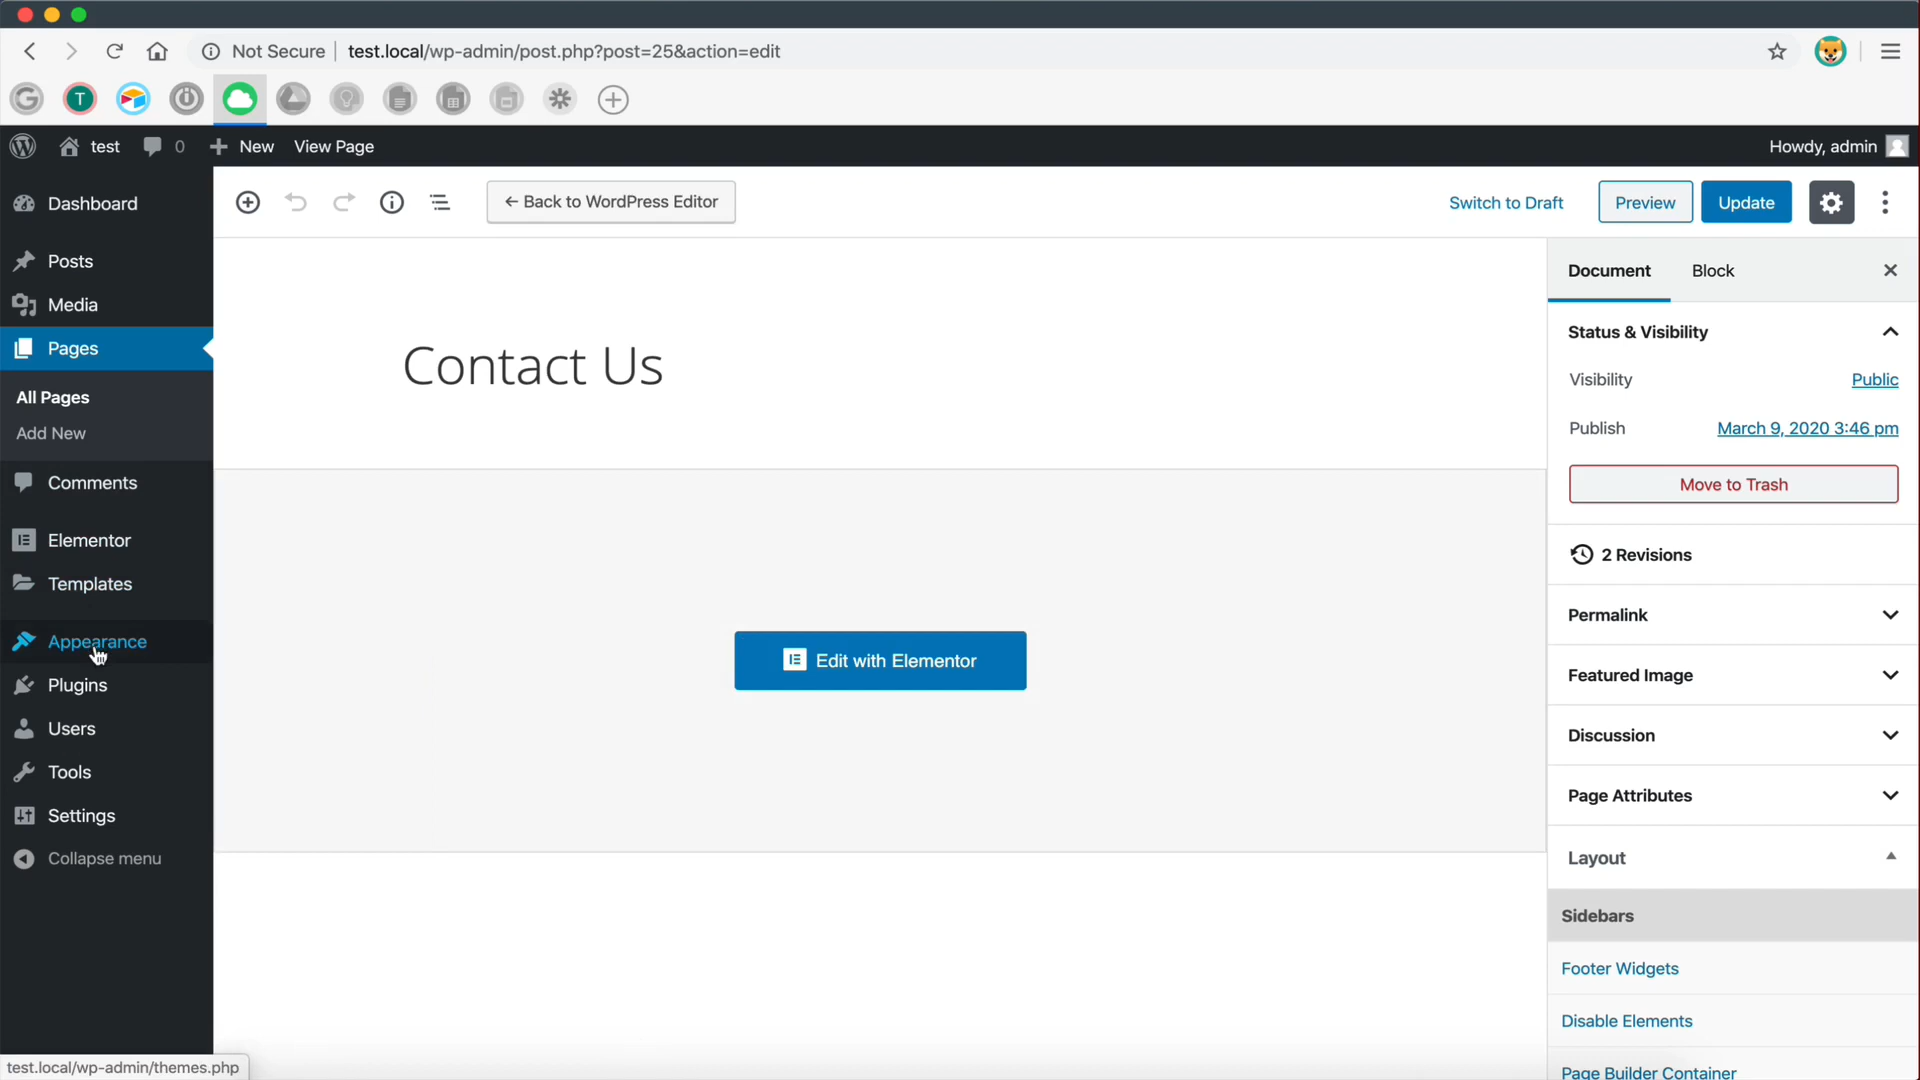 Not Secure
test.local/wp-admin/post.php?post=25&action=edit
G T
test 0 New View Page
Howdy, admin
Dashboard
Posts
Media
Pages
All Pages
Add New
Comments
Elementor
Templates
Appearance
Plugins
Users
Tools
Settings
Collapse menu
← Back to WordPress Editor
Switch to Draft
Preview
Update
Contact Us
Edit with Elementor
Document
Block
Status & Visibility
Visibility
Public
Publish
March 9, 2020 3:46 pm
Move to Trash
2 Revisions
Permalink
Featured Image
Discussion
Page Attributes
Layout
Sidebars
Footer Widgets
Disable Elements
Page Builder Container
test.local/wp-admin/themes.php